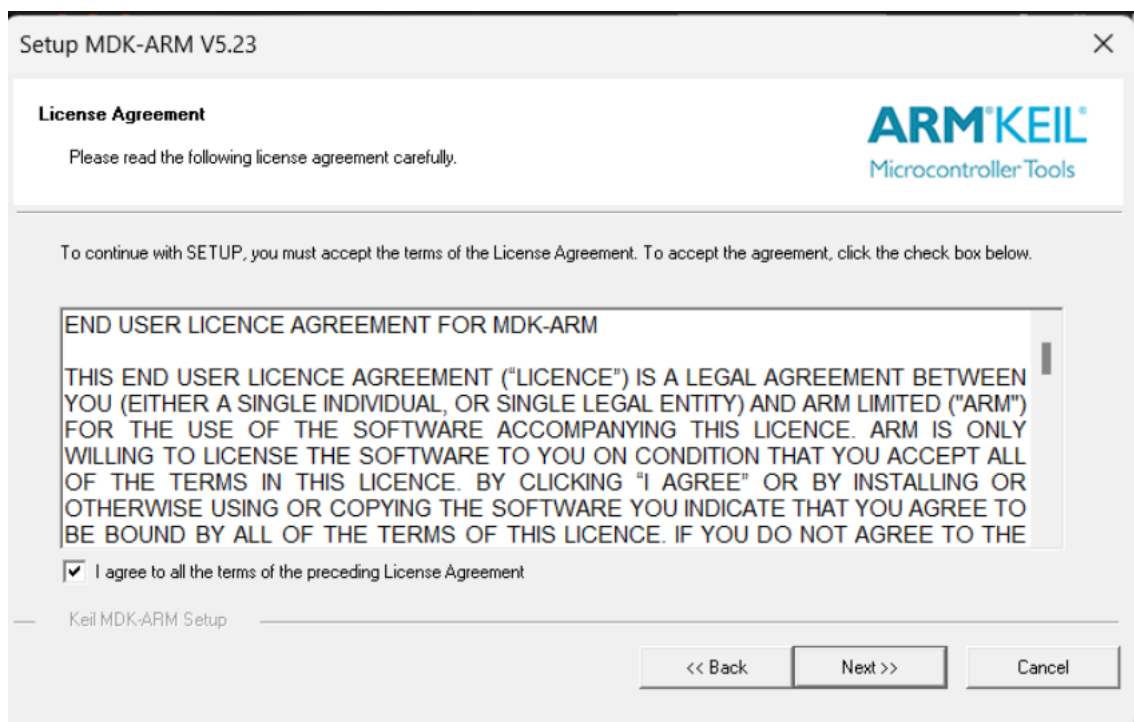 Setup MDK-ARM V5.23
License Agreement
Please read the following license agreement carefully.
ARM®KEIL®
Microcontroller Tools
To continue with SETUP, you must accept the terms of the License Agreement. To accept the agreement, click the check box below.
END USER LICENCE AGREEMENT FOR MDK-ARM
THIS END USER LICENCE AGREEMENT (“LICENCE”) IS A LEGAL AGREEMENT BETWEEN
YOU (EITHER A SINGLE INDIVIDUAL, OR SINGLE LEGAL ENTITY) AND ARM LIMITED ("ARM")
FOR THE USE OF THE SOFTWARE ACCOMPANYING THIS LICENCE. ARM IS ONLY
WILLING TO LICENSE THE SOFTWARE TO YOU ON CONDITION THAT YOU ACCEPT ALL
OF THE TERMS IN THIS LICENCE. BY CLICKING “I AGREE” OR BY INSTALLING OR
OTHERWISE USING OR COPYING THE SOFTWARE YOU INDICATE THAT YOU AGREE TO
BE BOUND BY ALL OF THE TERMS OF THIS LICENCE. IF YOU DO NOT AGREE TO THE
I agree to all the terms of the preceding License Agreement
Keil MDK-ARM Setup
<< Back
Next >>
Cancel